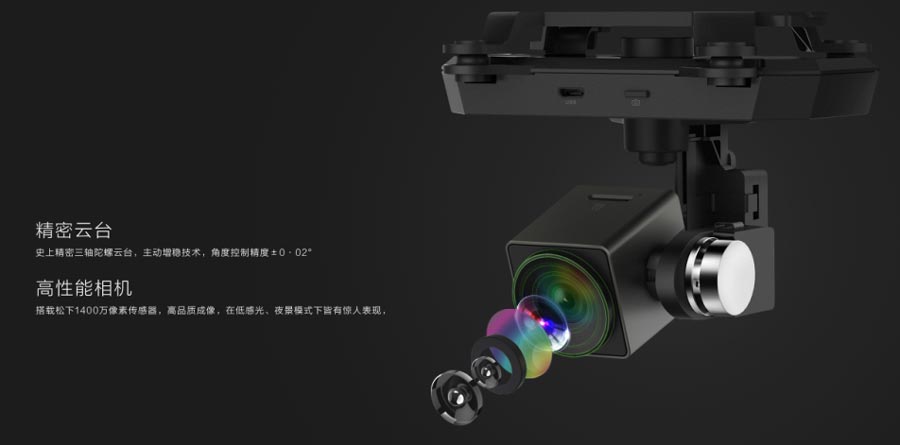 精密云台
史上精密三轴陀螺云台，主动增稳技术，角度控制精度±0·02°
高性能相机
搭载松下1400万像素传感器，高品质成像，在低感光、夜景模式下皆有惊人表现，
USB